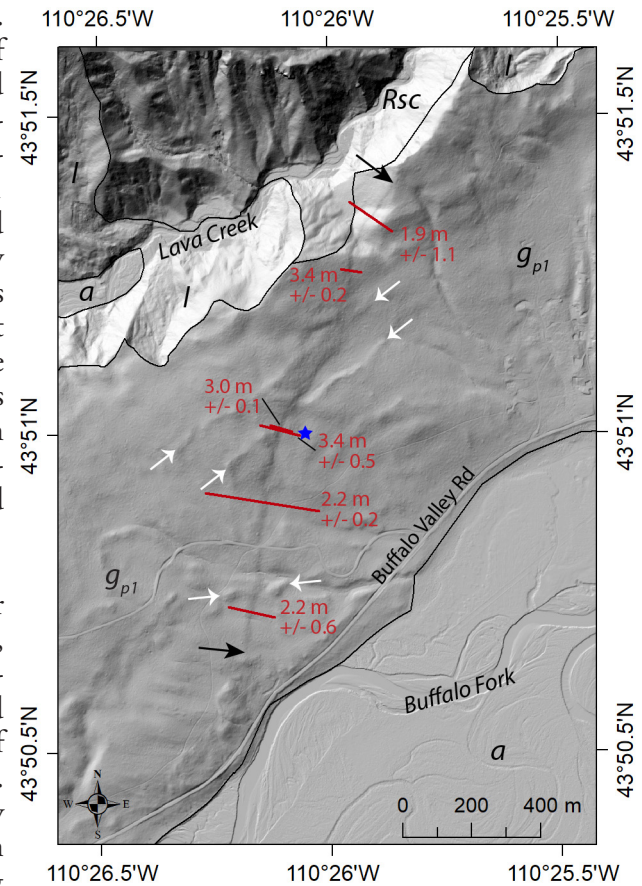 110°26.5'W 110°26'W 110°25.5'W
43°51.5'N
43°51.5'N
l
Rsc
l
Lava Creek
1.9 m
+/- 1.1
g p1
3.4 m
+/- 0.2
a
l
3.0 m
+/- 0.1
43°51'N
43°51'N
3.4 m
+/- 0.5
2.2 m
+/- 0.2
Buffalo Valley Rd
g p1
2.2 m
+/- 0.6
Buffalo Fork
43°50.5'N
43°50.5'N
a
N
W E
S
0 200 400 m
110°26.5'W 110°26'W 110°25.5'W